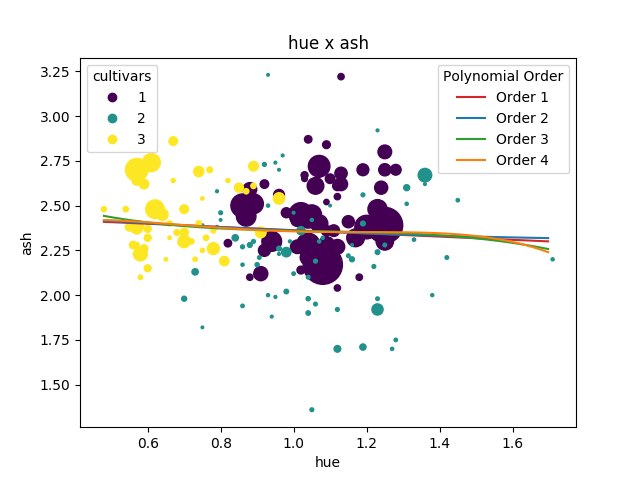 hue x ash
cultivars
1
2
3
Polynomial Order
Order 1
Order 2
Order 3
Order 4
3.25
3.00
2.75
2.50
2.25
2.00
1.75
1.50
ash
0.6 0.8 1.0 1.2 1.4 1.6
hue